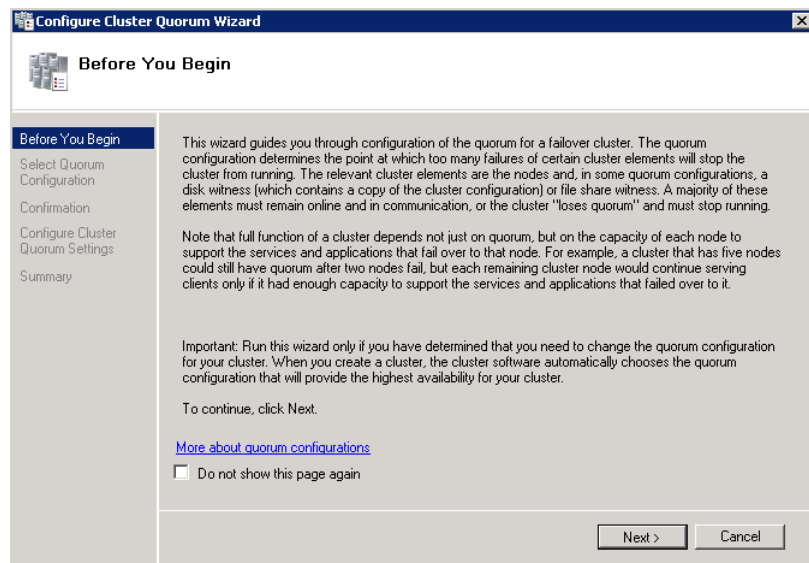 Configure Cluster Quorum Wizard
Before You Begin
Before You Begin
Select Quorum
Configuration
Confirmation
Configure Cluster
Quorum Settings
Summary
This wizard guides you through configuration of the quorum for a failover cluster. The quorum
configuration determines the point at which too many failures of certain cluster elements will stop the
cluster from running. The relevant cluster elements are the nodes and, in some quorum configurations, a
disk witness (which contains a copy of the cluster configuration) or file share witness. A majority of these
elements must remain online and in communication, or the cluster "loses quorum" and must stop running.
Note that full function of a cluster depends not just on quorum, but on the capacity of each node to
support the services and applications that fail over to that node. For example, a cluster that has five nodes
could still have quorum after two nodes fail, but each remaining cluster node would continue serving
clients only if it had enough capacity to support the services and applications that failed over to it.
Important: Run this wizard only if you have determined that you need to change the quorum configuration
for your cluster. When you create a cluster, the cluster software automatically chooses the quorum
configuration that will provide the highest availability for your cluster.
To continue, click Next.
More about quorum configurations
Do not show this page again
Next >
Cancel